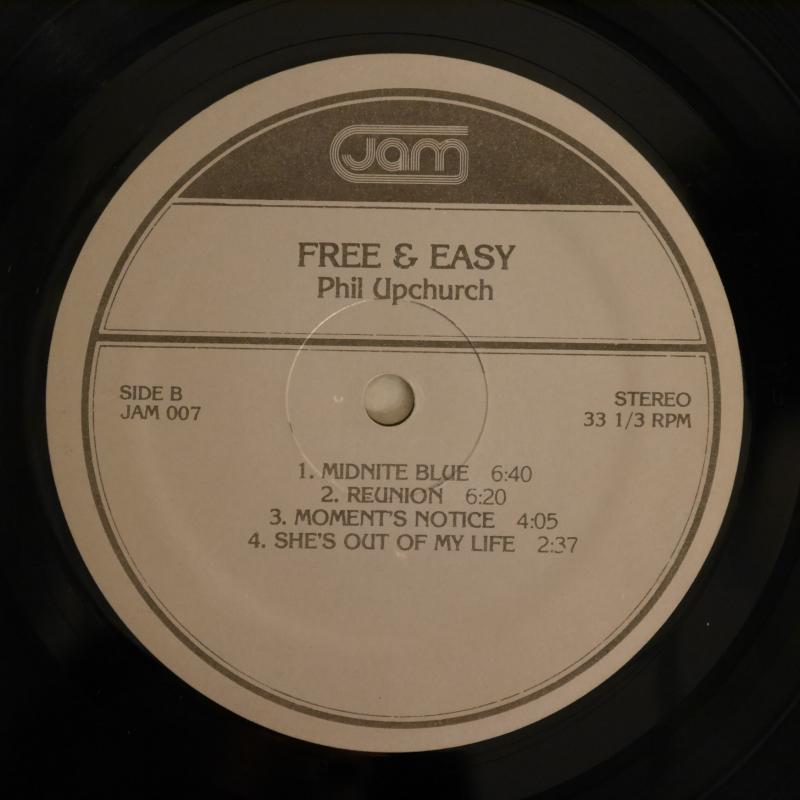 Jam
FREE & EASY
Phil Upchurch
SIDE B
JAM 007
STEREO
33 1/3 RPM
1. MIDNITE BLUE 6:40
2. REUNION 6:20
3. MOMENT'S NOTICE 4:05
4. SHE'S OUT OF MY LIFE 2:37